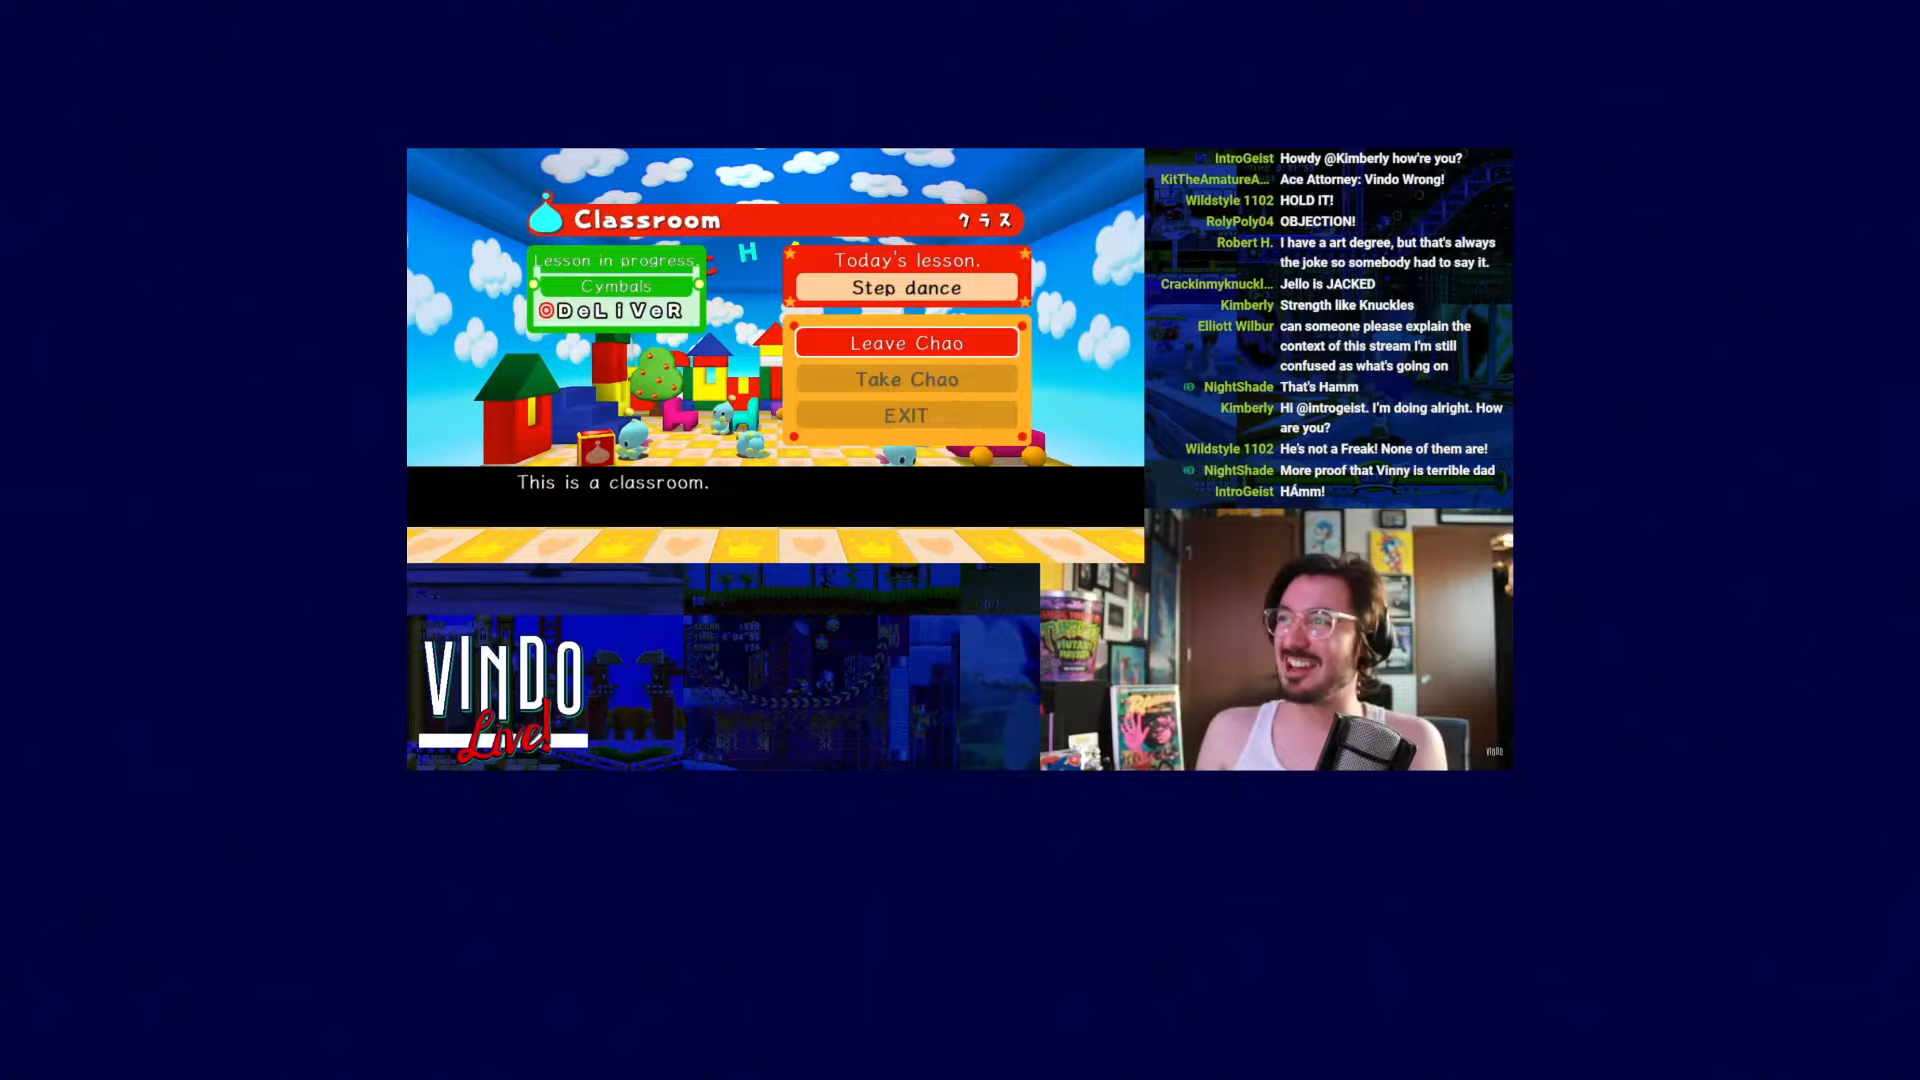 Classroom クラス
Lesson in progress.
Cymbals
DeLiVeR
Today's lesson.
Step dance
Leave Chao
Take Chao
EXIT
This is a classroom.
IntroGeist Howdy @Kimberly how're you?
KitTheAmatureA... Ace Attorney: Vindo Wrong!
Wildstyle 1102 HOLD IT!
RolyPoly04 OBJECTION!
Robert H. I have a art degree, but that's always
the joke so somebody had to say it.
Crackinmyknuckl... Jello is JACKED
Kimberly Strength like Knuckles
Elliott Wilbur can someone please explain the
context of this stream I'm still
confused as what's going on
NightShade That's Hamm
Kimberly Hi @introgeist. I'm doing alright. How
are you?
Wildstyle 1102 He's not a Freak! None of them are!
NightShade More proof that Vinny is terrible dad
IntroGeist HÁmm!
VINDO
Live!
TURTLES
MUTANT
MAYHEM
VINDO